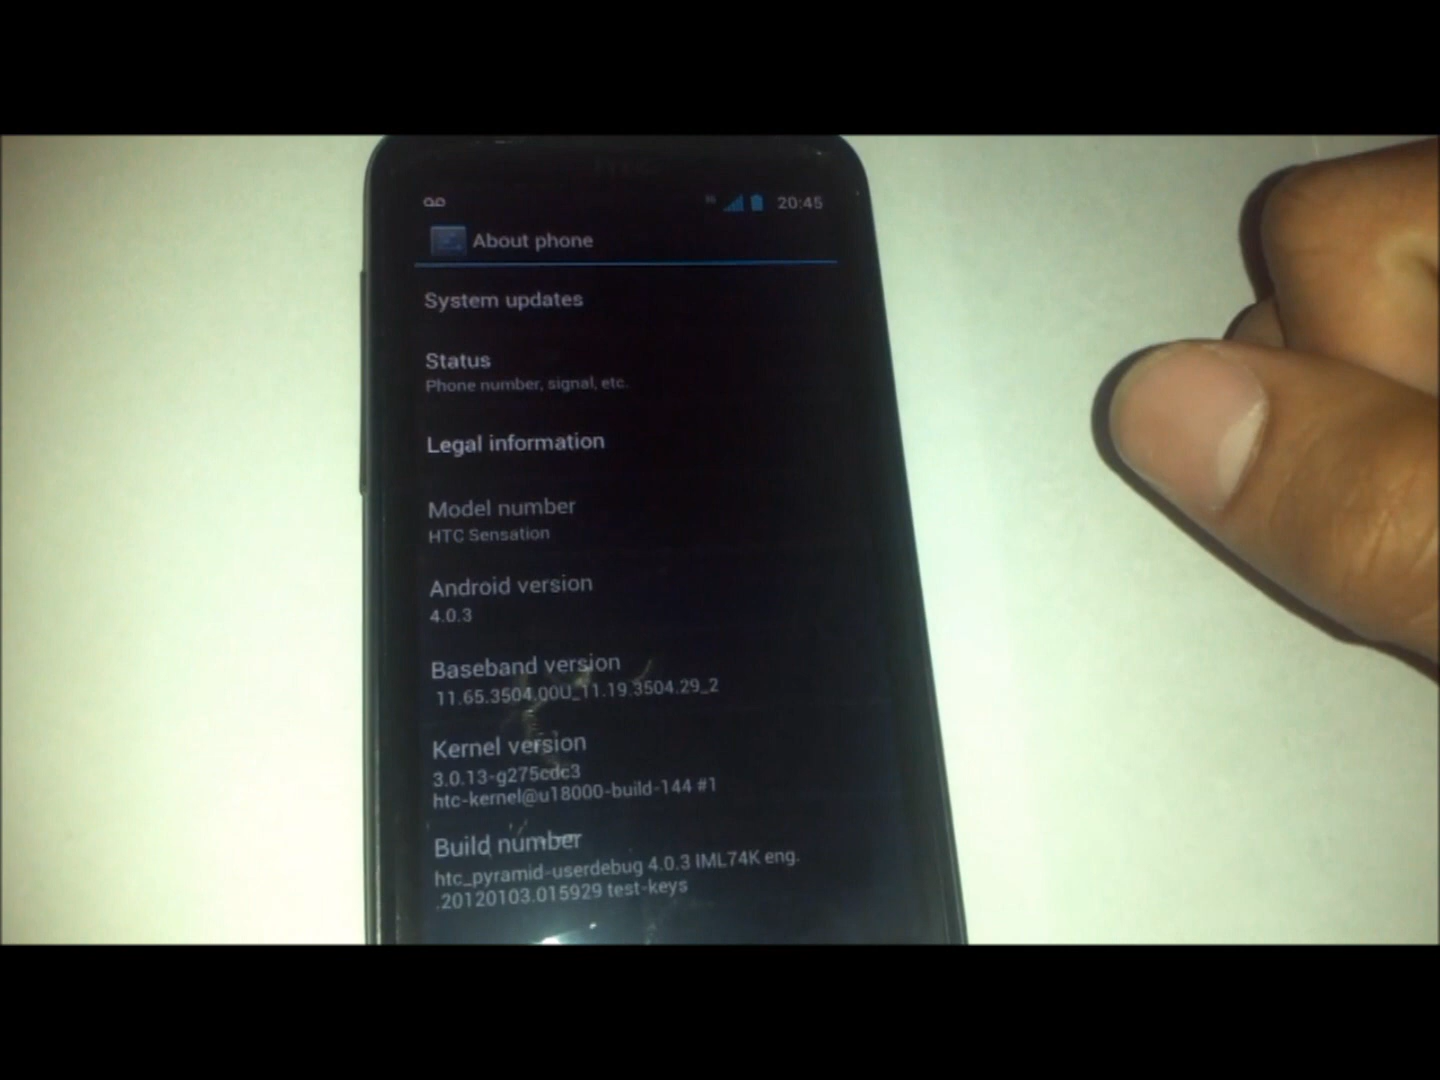 20:45
About phone
System updates
Status
Phone number, signal, etc.
Legal information
Model number
HTC Sensation
Android version
4.0.3
Baseband version
11.65.3504.00U_11.19.3504.29_2
Kernel version
3.0.13-g275cdc3
htc-kernel@u18000-build-144 #1
Build number
htc_pyramid-userdebug 4.0.3 IML74K eng.
.20120103.015929 test-keys